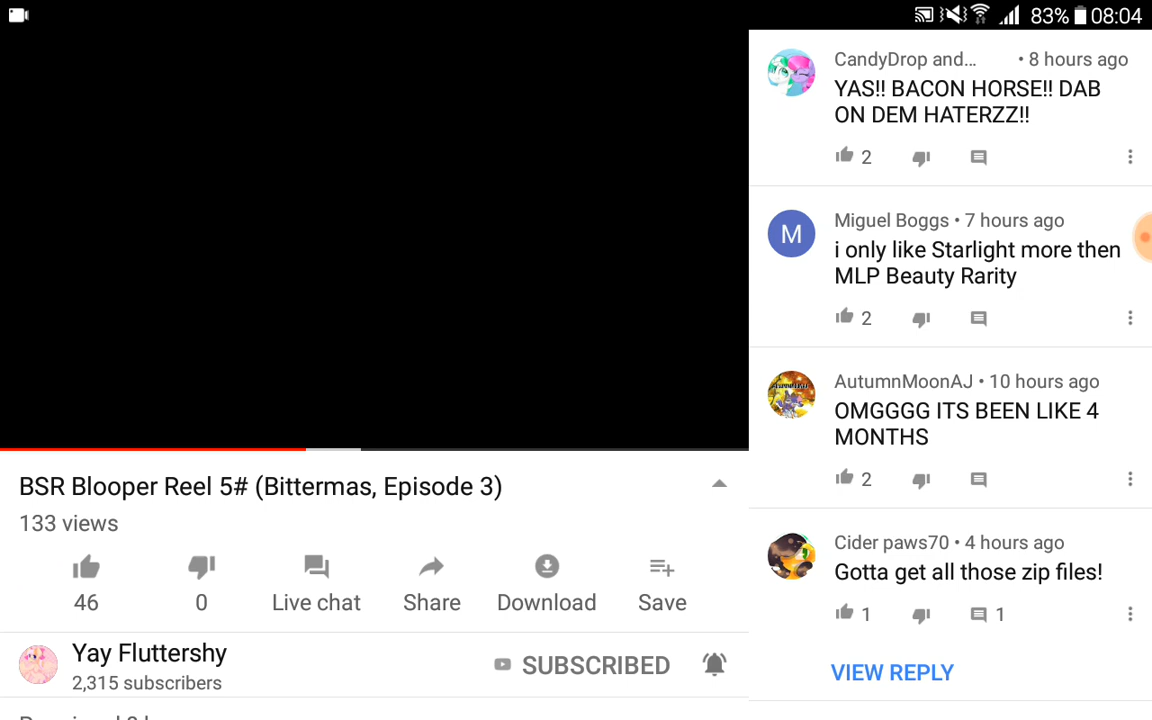 83% 08:04
CandyDrop and… • 8 hours ago
YAS!! BACON HORSE!! DAB
ON DEM HATERZZ!!
2
M
Miguel Boggs • 7 hours ago
i only like Starlight more then
MLP Beauty Rarity
2
AutumnMoonAJ • 10 hours ago
OMGGGG ITS BEEN LIKE 4
MONTHS
2
Cider paws70 • 4 hours ago
Gotta get all those zip files!
1 1
VIEW REPLY
BSR Blooper Reel 5# (Bittermas, Episode 3)
133 views
46 0 Live chat Share Download Save
Yay Fluttershy
2,315 subscribers
SUBSCRIBED